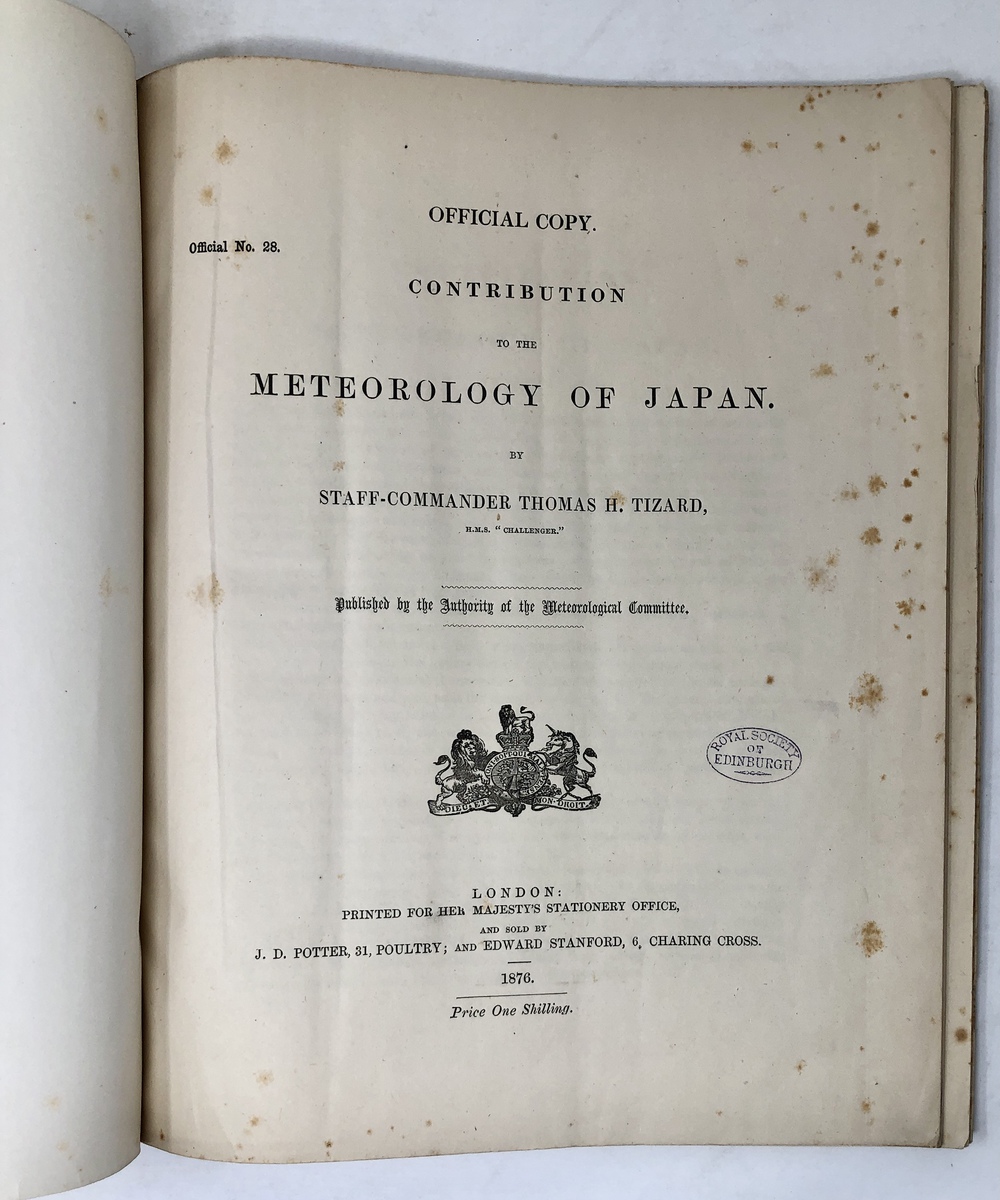 OFFICIAL COPY.
Official No. 28.
CONTRIBUTION
TO THE
METEOROLOGY OF JAPAN.
BY
STAFF-COMMANDER THOMAS H. TIZARD,
H.M.S. "CHALLENGER."
Published by the Authority of the Meteorological Committee.
DIEU ET MON DROIT
ROYAL SOCIETY
OF
EDINBURGH
LONDON:
PRINTED FOR HER MAJESTY'S STATIONERY OFFICE,
AND SOLD BY
J. D. POTTER, 31, POULTRY; AND EDWARD STANFORD, 6, CHARING CROSS.
1876.
Price One Shilling.